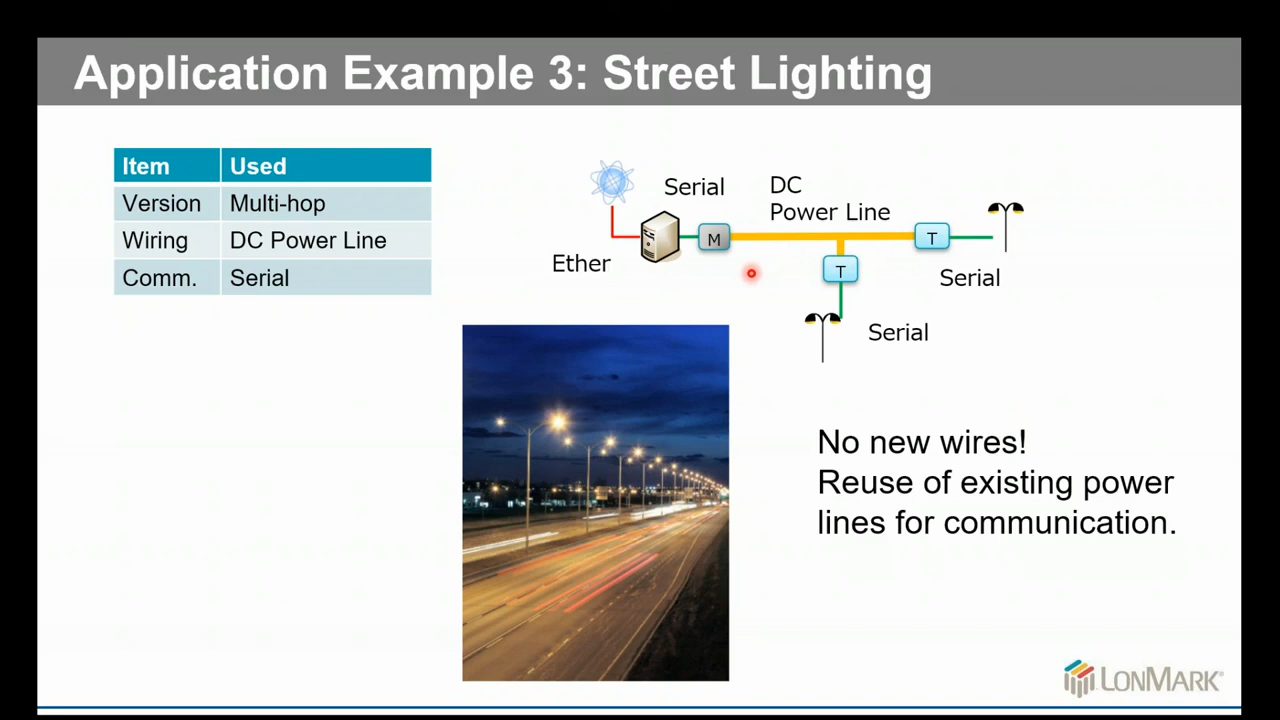 Application Example 3: Street Lighting
Item Used
Version Multi-hop
Wiring DC Power Line
Comm. Serial
Serial
DC
Power Line
Ether
M
T
T
Serial
Serial
No new wires!
Reuse of existing power
lines for communication.
LONMARK®